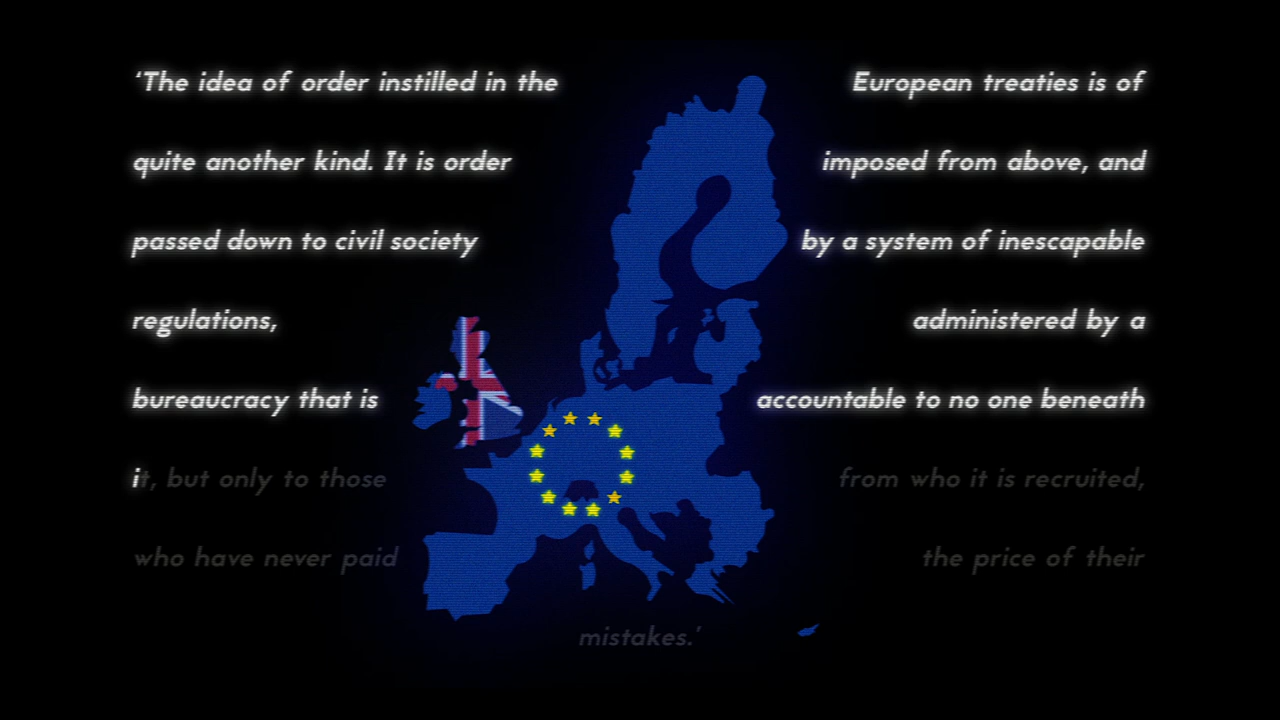 ‘The idea of order instilled in the European treaties is of
quite another kind. It is order imposed from above, and
passed down to civil society by a system of inescapable
regulations, administered by a
bureaucracy that is accountable to no one beneath
it, but only to those from who it is recruited,
who have never paid the price of their
mistakes.’